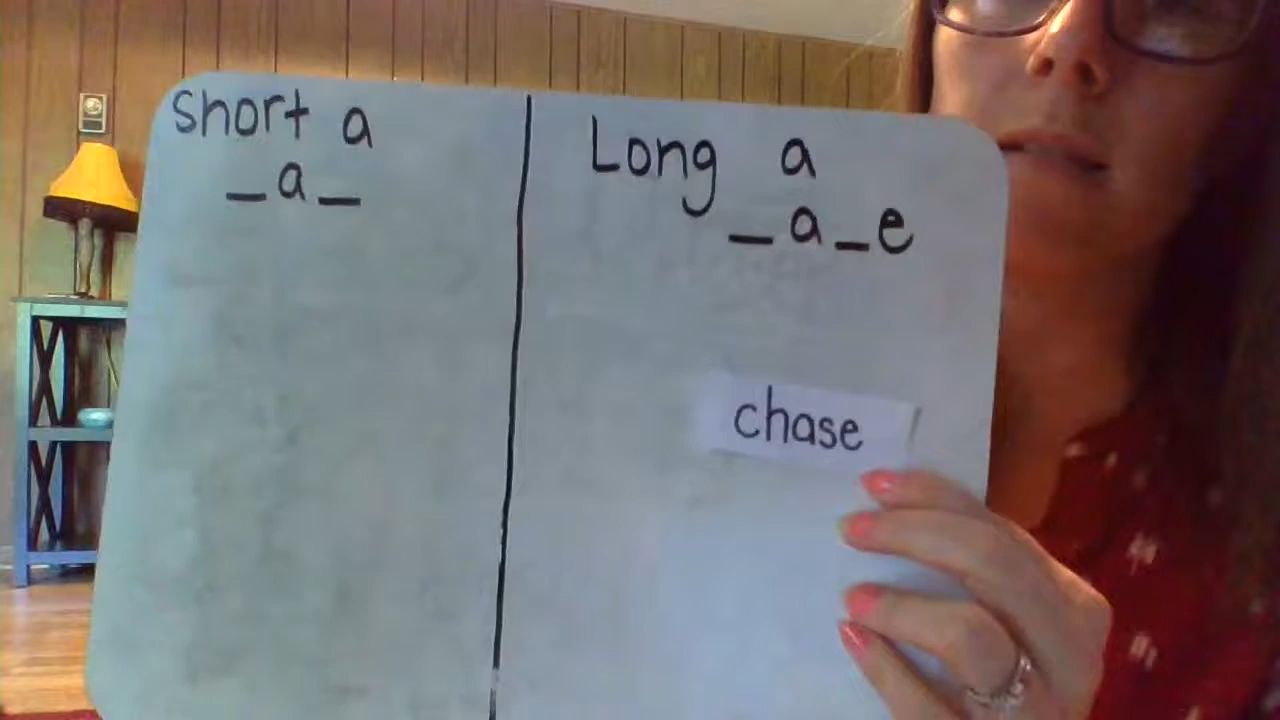 short a
_a_
Long a
_a_e
chase